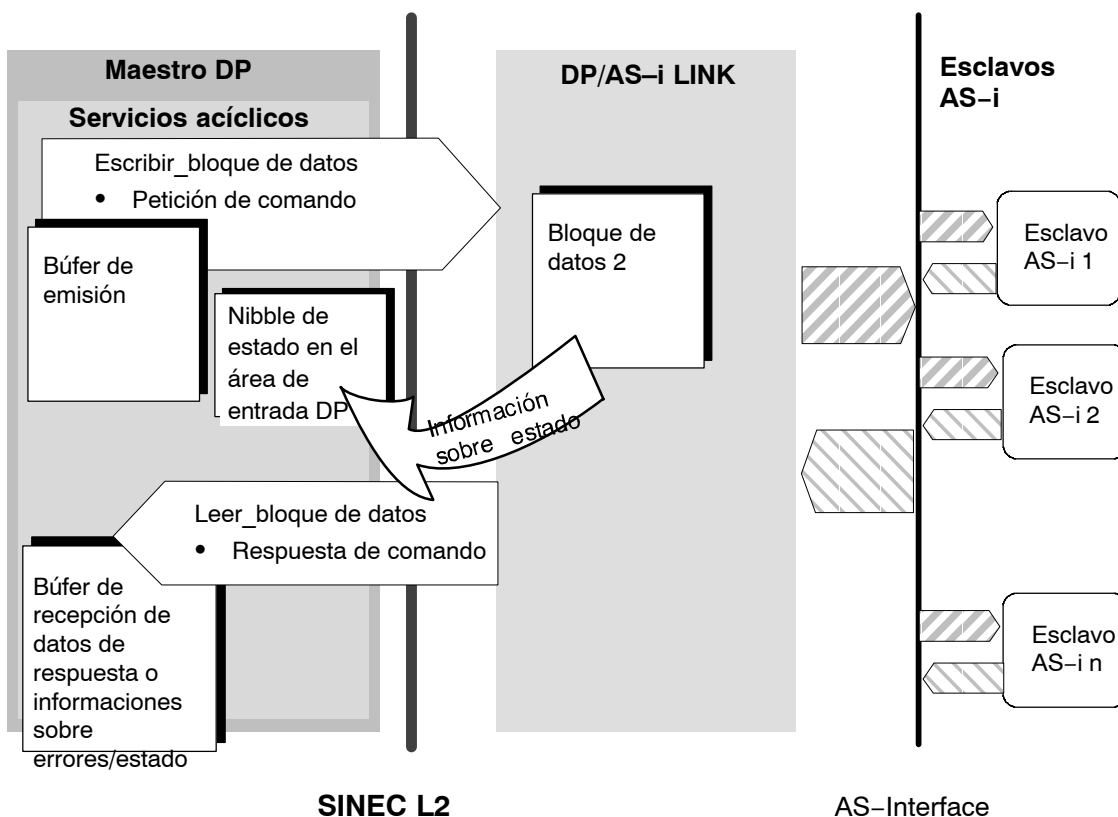 Maestro DP
Servicios acíclicos
Escribir_bloque de datos
• Petición de comando
Búfer de
emisión
Nibble de
estado en el
área de
entrada DP
DP/AS–i LINK
Bloque de
datos 2
Información
sobre estado
Leer_bloque de datos
• Respuesta de comando
Búfer de
recepción de
datos de
respuesta o
informaciones
sobre
errores/estado
Esclavos
AS–i
Esclavo
AS–i 1
Esclavo
AS–i 2
Esclavo
AS–i n
SINEC L2
AS–Interface